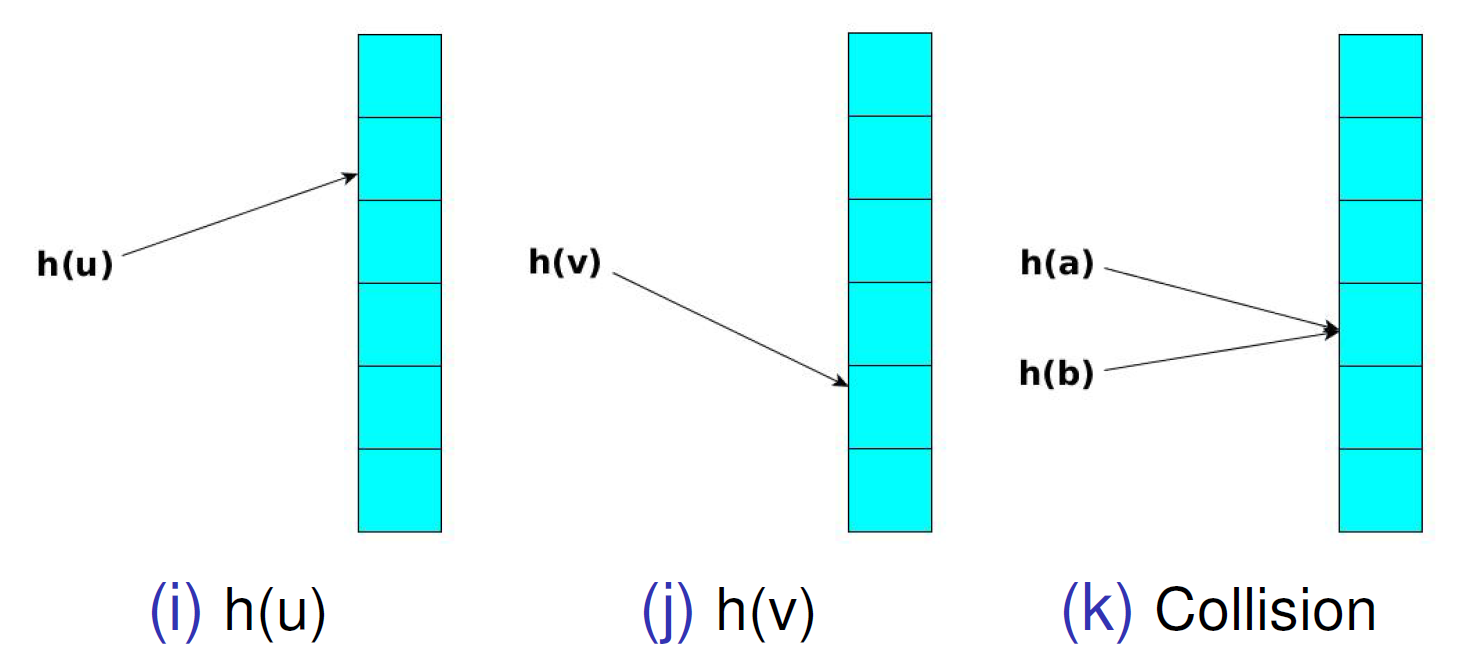 h(u)
h(v)
h(a)
h(b)
(i) h(u)
(j) h(v)
(k) Collision